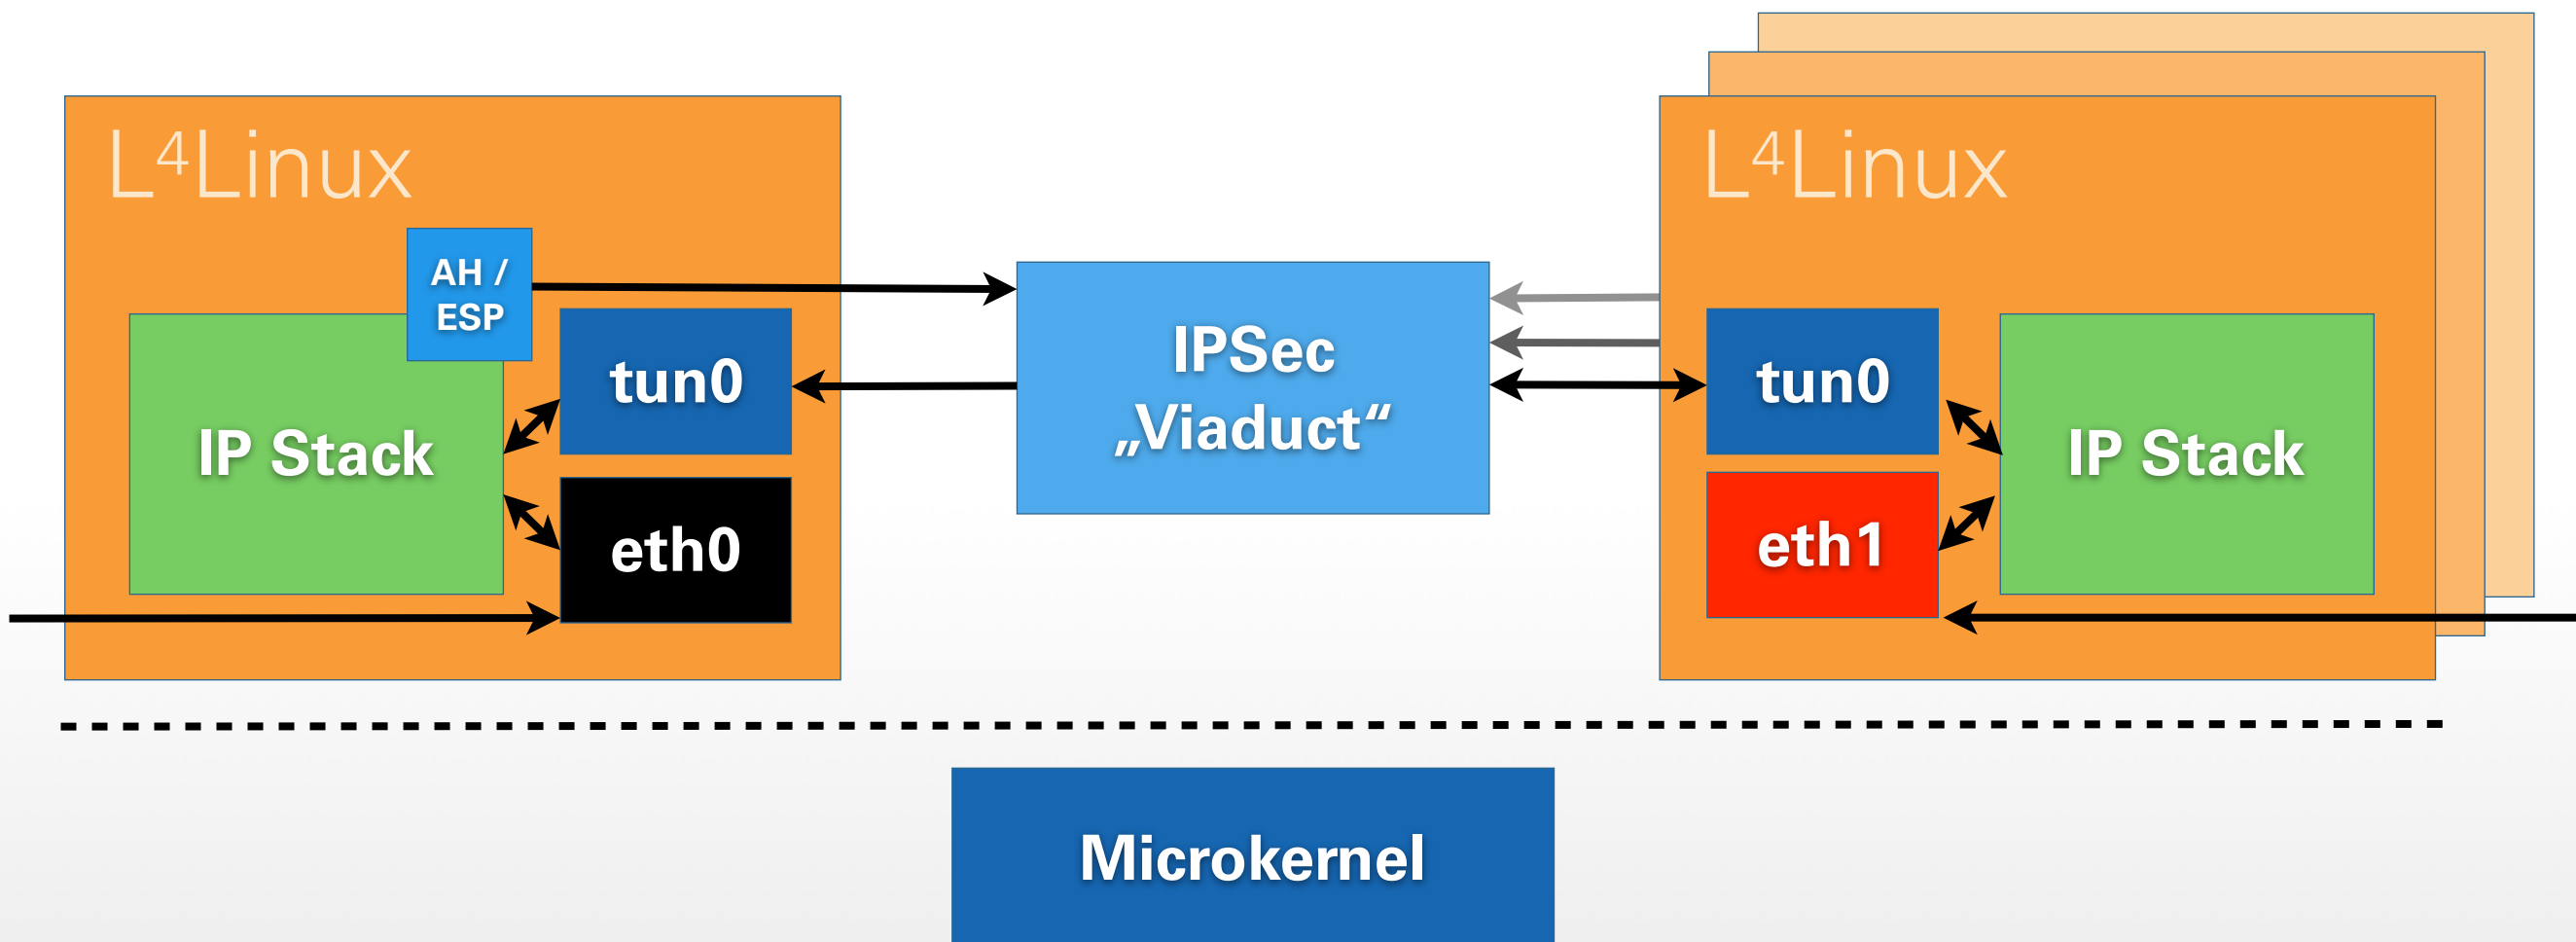 L⁴Linux
AH /
ESP
tun0
IP Stack
eth0
IPSec
„Viaduct“
L⁴Linux
tun0
IP Stack
eth1
Microkernel